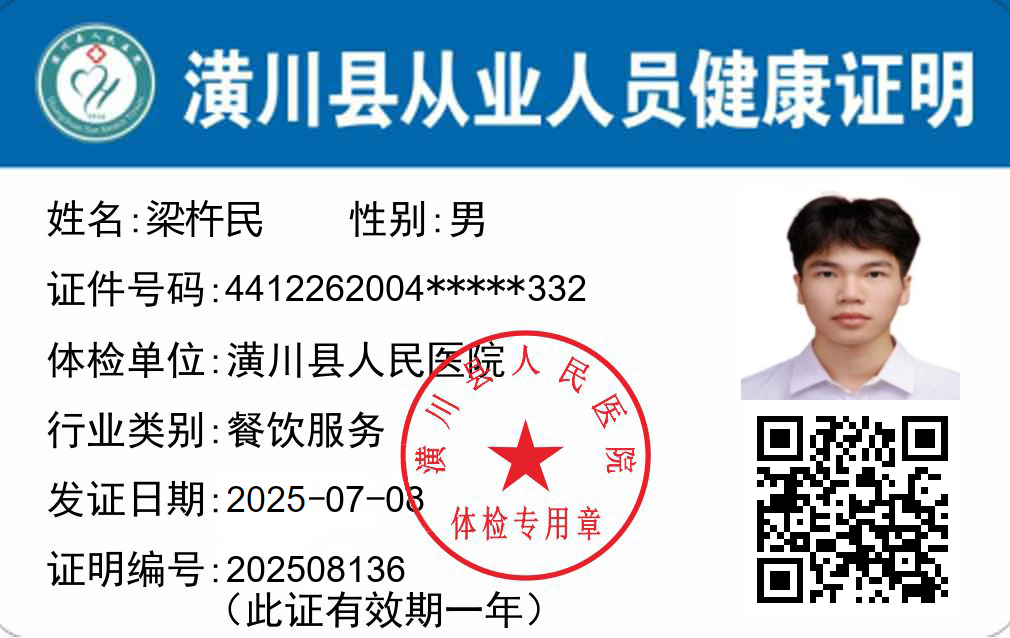 潢川县从业人员健康证明
姓名:梁杵民 性别:男
证件号码:4412262004*****332
体检单位:潢川县人民医院
行业类别:餐饮服务
发证日期:2025-07-08
证明编号:202508136
（此证有效期一年）
潢川县人民医院
体检专用章